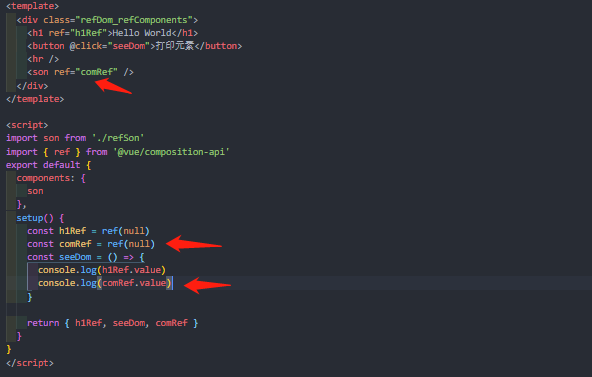 <template>
<div class="refDom_refComponents">
<h1 ref="h1Ref">Hello World</h1>
<button @click="seeDom">打印元素</button>
<hr />
<son ref="comRef" />
</div>
</template>
<script>
import son from './refSon'
import { ref } from '@vue/composition-api'
export default {
components: {
son
},
setup() {
const h1Ref = ref(null)
const comRef = ref(null)
const seeDom = () => {
console.log(h1Ref.value)
console.log(comRef.value)
}
return { h1Ref, seeDom, comRef }
}
}
</script>